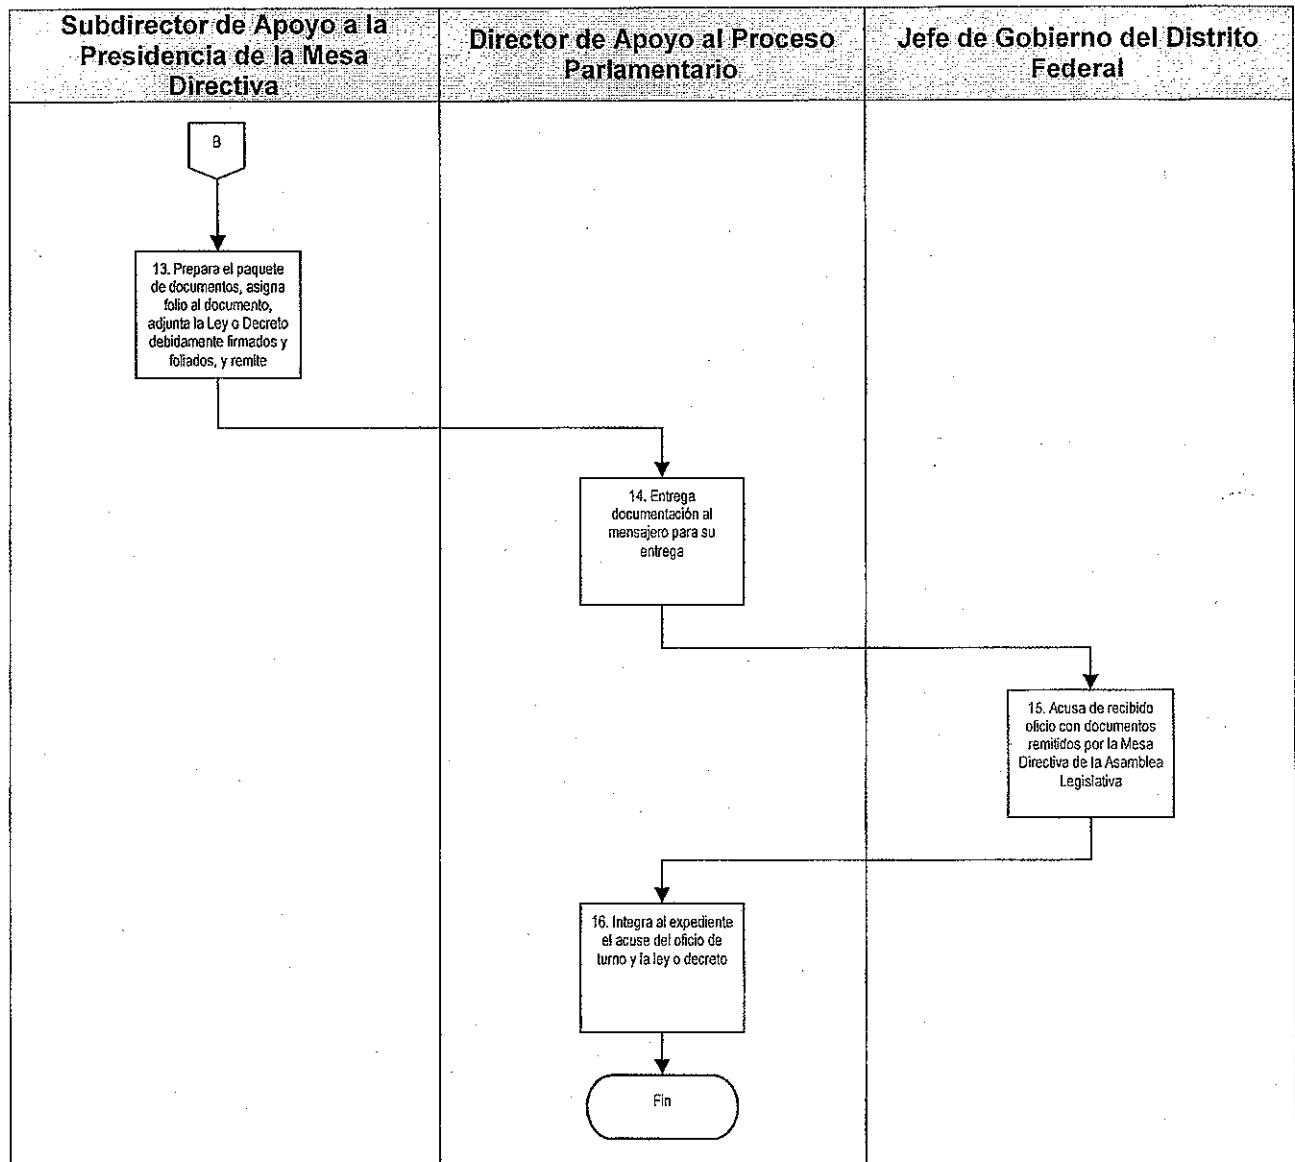 Subdirector de Apoyo a la
Presidencia de la Mesa
Directiva
Director de Apoyo al Proceso
Parlamentario
Jefe de Gobierno del Distrito
Federal
B
13. Prepara el paquete
de documentos, asigna
folio al documento,
adjunta la Ley o Decreto
debidamente firmados y
foliados, y remite
14. Entrega
documentación al
mensajero para su
entrega
15. Acusa de recibido
oficio con documentos
remitidos por la Mesa
Directiva de la Asamblea
Legislativa
16. Integra al expediente
el acuse del oficio de
turno y la ley o decreto
Fin